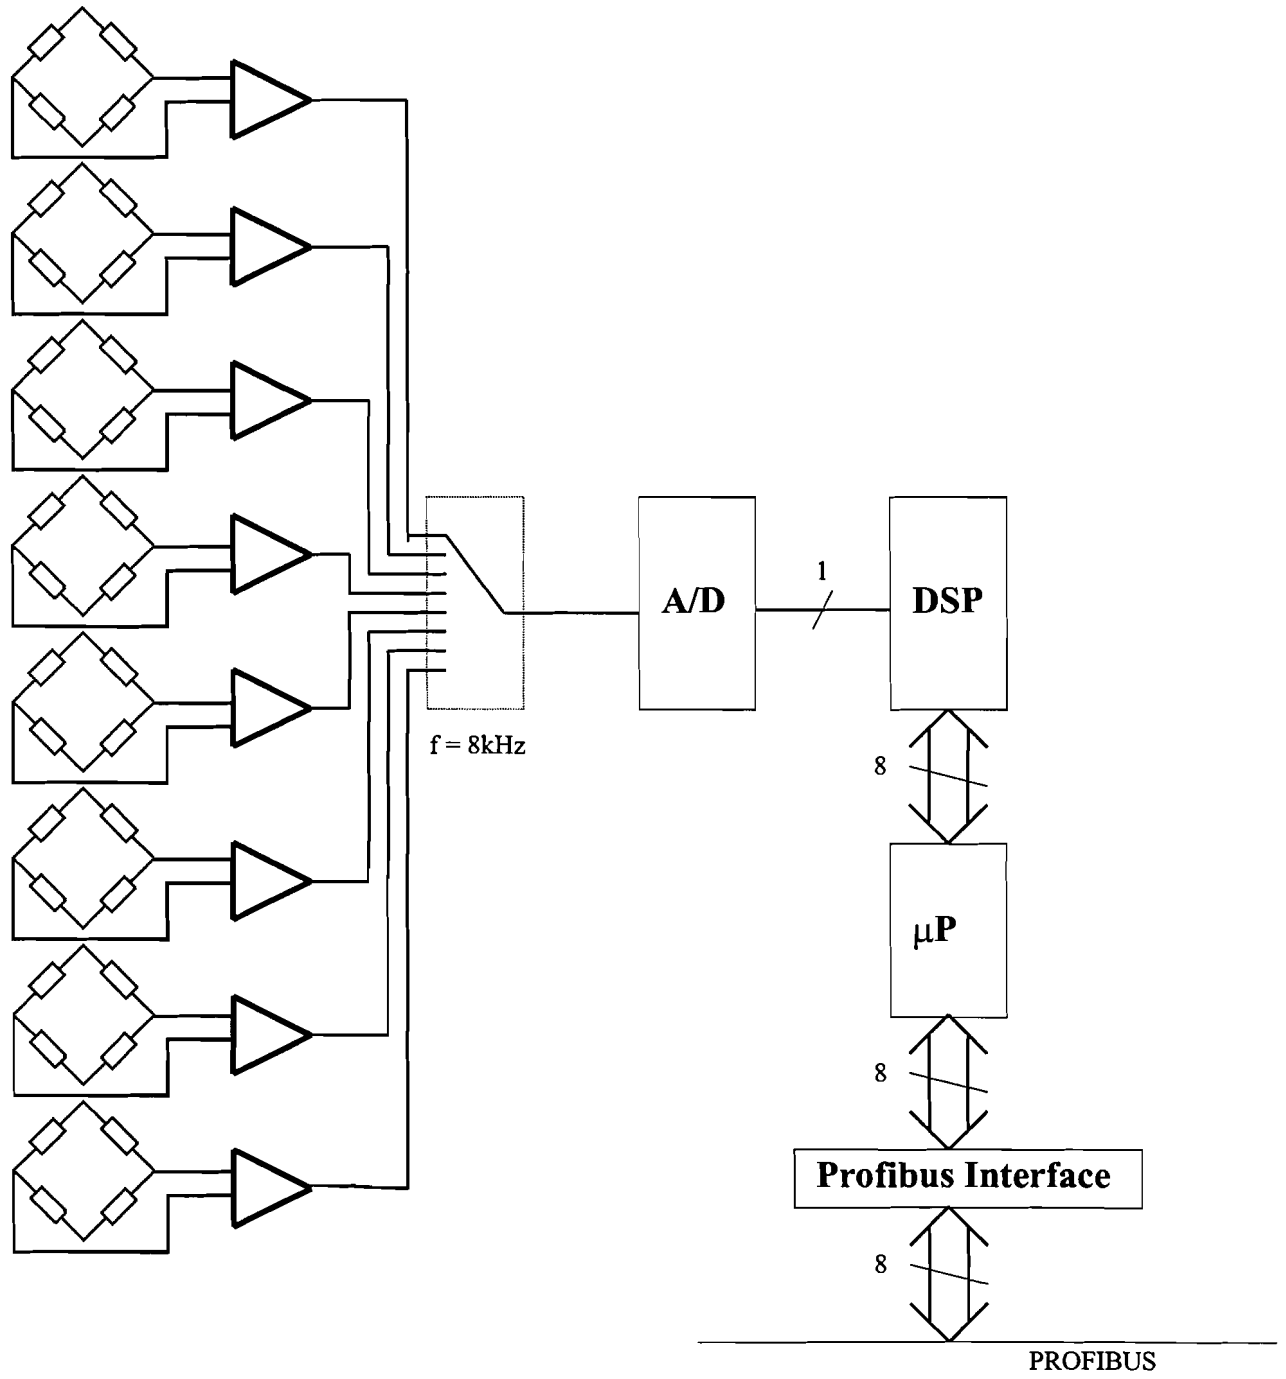 1
A/D
DSP
f = 8kHz
8
μP
8
Profibus Interface
8
PROFIBUS